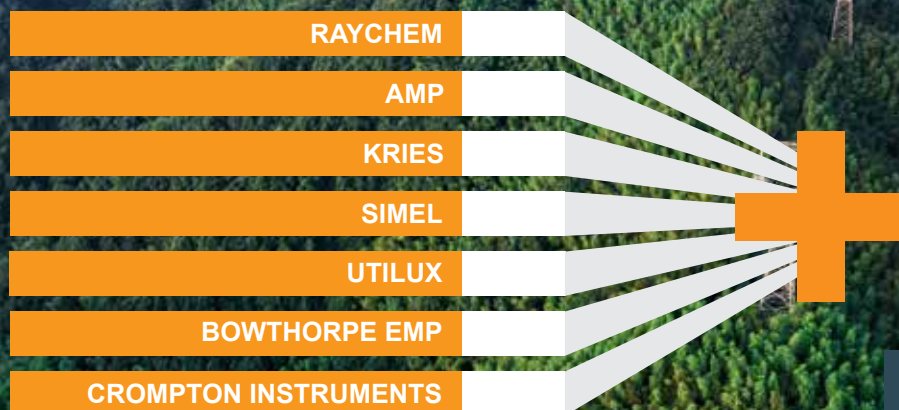 RAYCHEM
AMP
KRIES
SIMEL
UTILUX
BOWTHORPE EMP
CROMPTON INSTRUMENTS